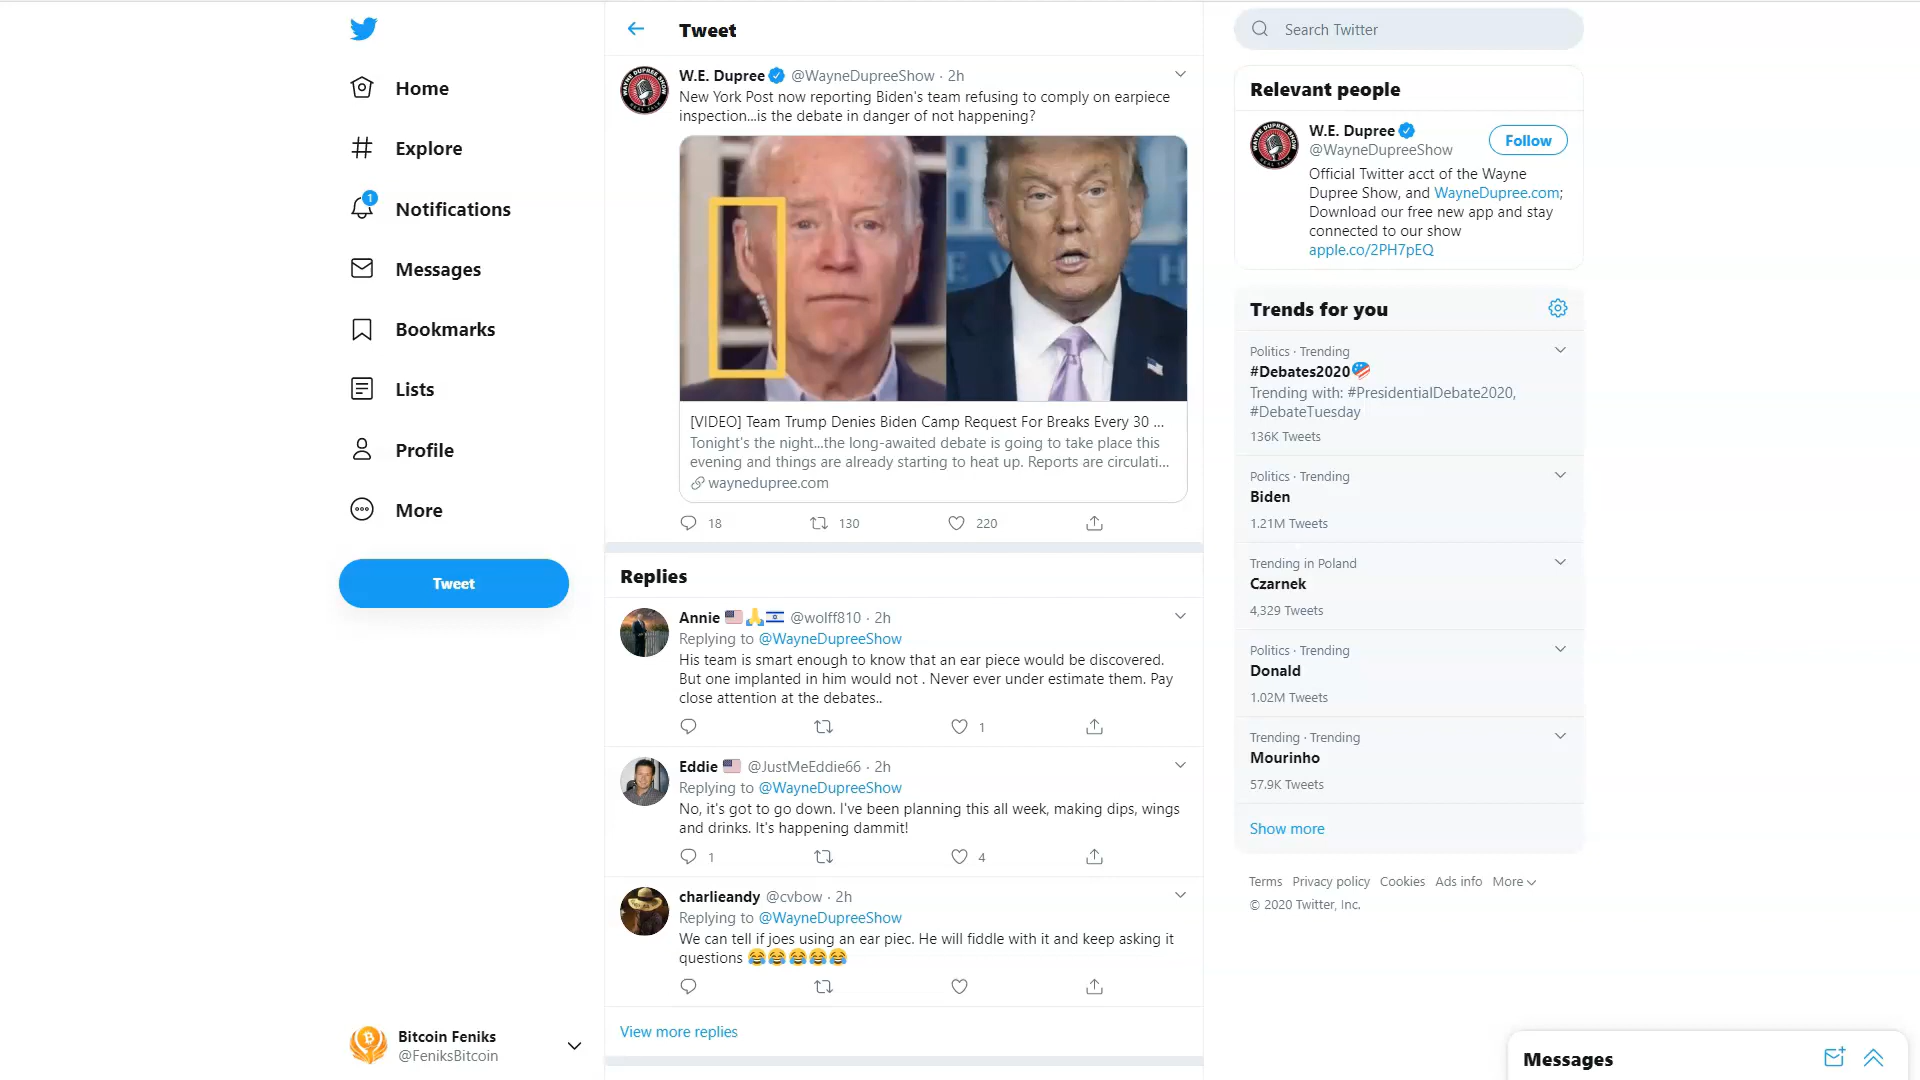 Home
Explore
1
Notifications
Messages
Bookmarks
Lists
Profile
More
Tweet
Bitcoin Feniks
@FeniksBitcoin
Tweet
W.E. Dupree @WayneDupreeShow · 2h
New York Post now reporting Biden's team refusing to comply on earpiece
inspection...is the debate in danger of not happening?
[VIDEO] Team Trump Denies Biden Camp Request For Breaks Every 30 ...
Tonight's the night...the long-awaited debate is going to take place this
evening and things are already starting to heat up. Reports are circulati...
waynedupree.com
18 130 220
Replies
Annie 🇺🇸🙏🇮🇱 @wolff810 · 2h
Replying to @WayneDupreeShow
His team is smart enough to know that an ear piece would be discovered.
But one implanted in him would not . Never ever under estimate them. Pay
close attention at the debates..
1
Eddie 🇺🇸 @JustMeEddie66 · 2h
Replying to @WayneDupreeShow
No, it's got to go down. I've been planning this all week, making dips, wings
and drinks. It's happening dammit!
1 4
charlieandy @cvbow · 2h
Replying to @WayneDupreeShow
We can tell if joes using an ear piec. He will fiddle with it and keep asking it
questions 😂😂😂😂😂
View more replies
Search Twitter
Relevant people
W.E. Dupree
@WayneDupreeShow
Follow
Official Twitter acct of the Wayne
Dupree Show, and WayneDupree.com;
Download our free new app and stay
connected to our show
apple.co/2PH7pEQ
Trends for you
Politics · Trending
#Debates2020
Trending with: #PresidentialDebate2020,
#DebateTuesday
136K Tweets
Politics · Trending
Biden
1.21M Tweets
Trending in Poland
Czarnek
4,329 Tweets
Politics · Trending
Donald
1.02M Tweets
Trending · Trending
Mourinho
57.9K Tweets
Show more
Terms Privacy policy Cookies Ads info More
© 2020 Twitter, Inc.
Messages